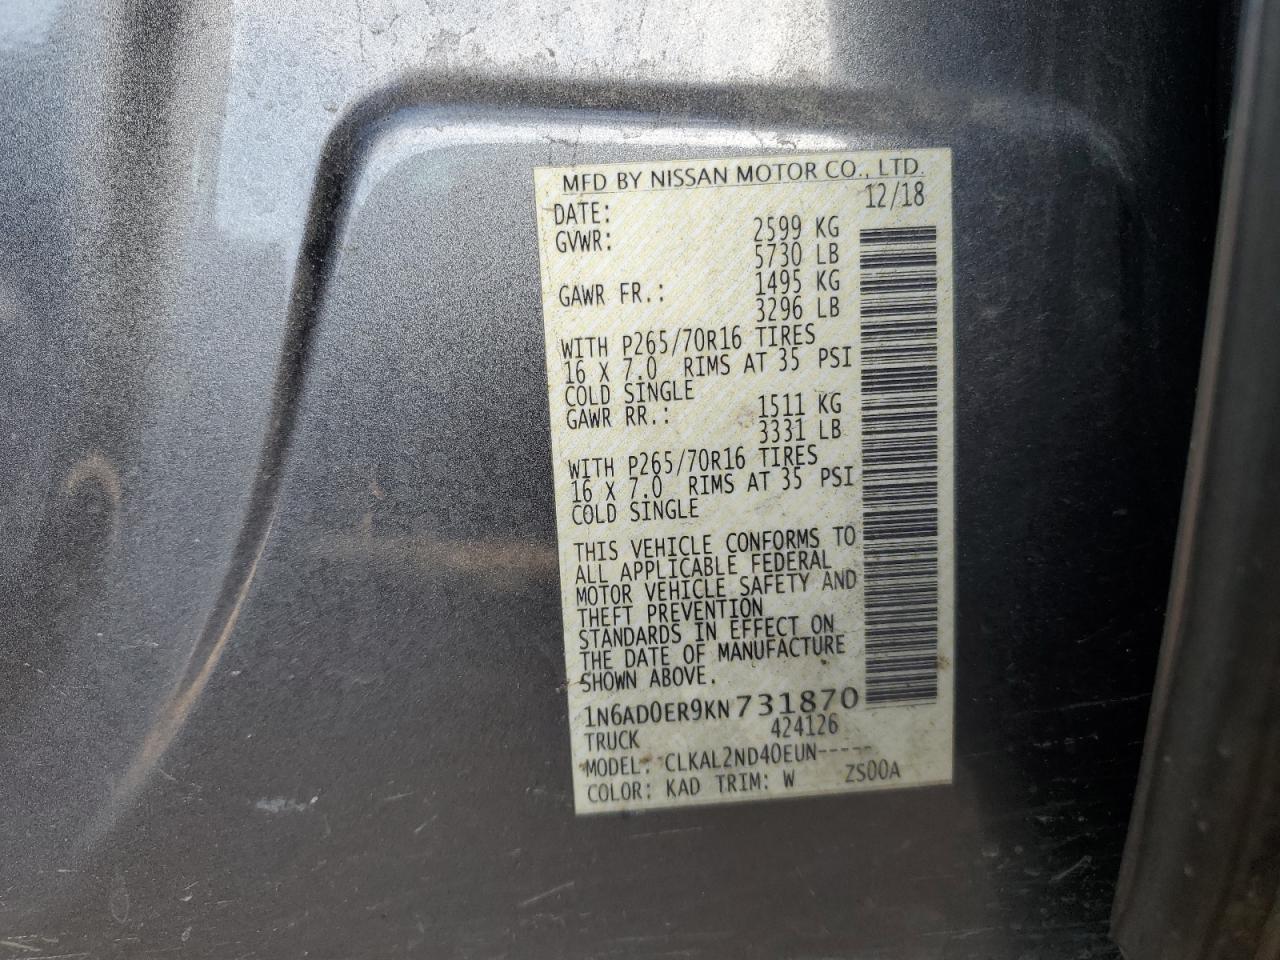 MFD BY NISSAN MOTOR CO., LTD.
DATE: 12/18
GVWR: 2599 KG
5730 LB
GAWR FR.: 1495 KG
3296 LB
WITH P265/70R16 TIRES
16 X 7.0 RIMS AT 35 PSI
COLD SINGLE
GAWR RR.: 1511 KG
3331 LB
WITH P265/70R16 TIRES
16 X 7.0 RIMS AT 35 PSI
COLD SINGLE
THIS VEHICLE CONFORMS TO
ALL APPLICABLE FEDERAL
MOTOR VEHICLE SAFETY AND
THEFT PREVENTION
STANDARDS IN EFFECT ON
THE DATE OF MANUFACTURE
SHOWN ABOVE.
1N6AD0ER9KN731870
TRUCK 424126
MODEL: CLKAL2ND40EUN-----
COLOR: KAD TRIM: W ZS00A